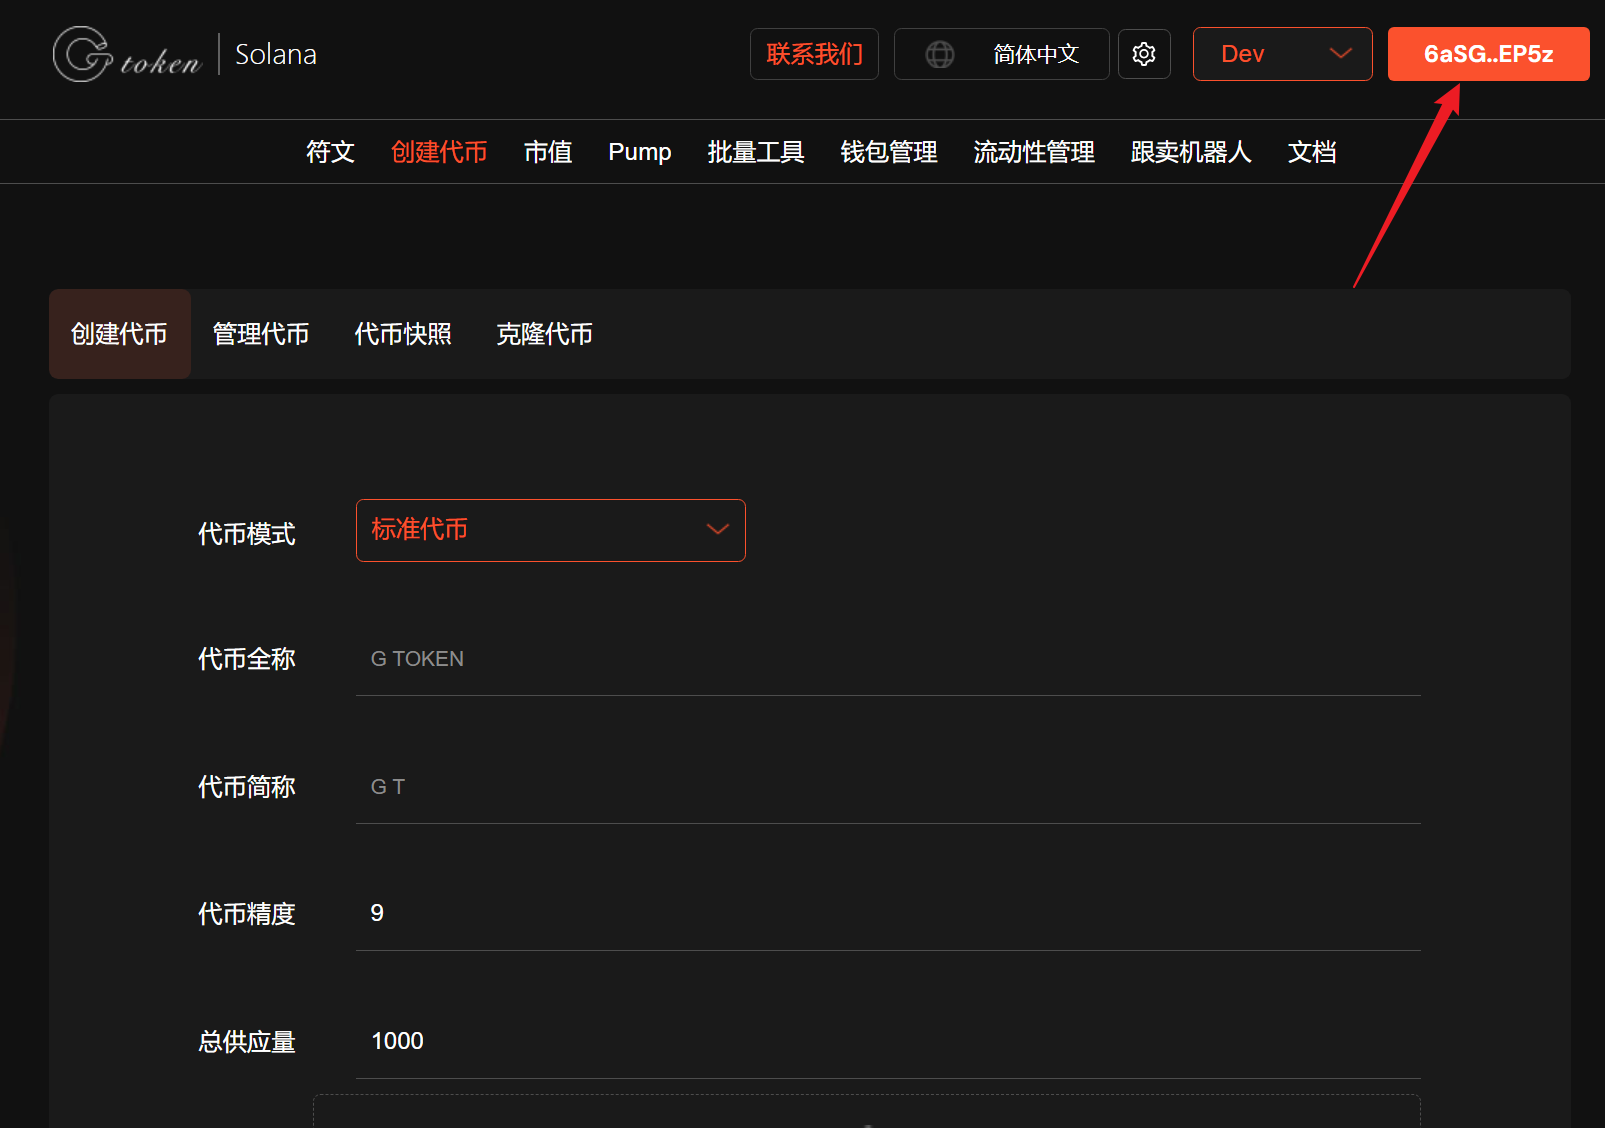 G token | Solana
联系我们
简体中文
Dev
6aSG..EP5z
符文 创建代币 市值 Pump 批量工具 钱包管理 流动性管理 跟卖机器人 文档
创建代币 管理代币 代币快照 克隆代币
代币模式 标准代币
代币全称 G TOKEN
代币简称 G T
代币精度 9
总供应量 1000